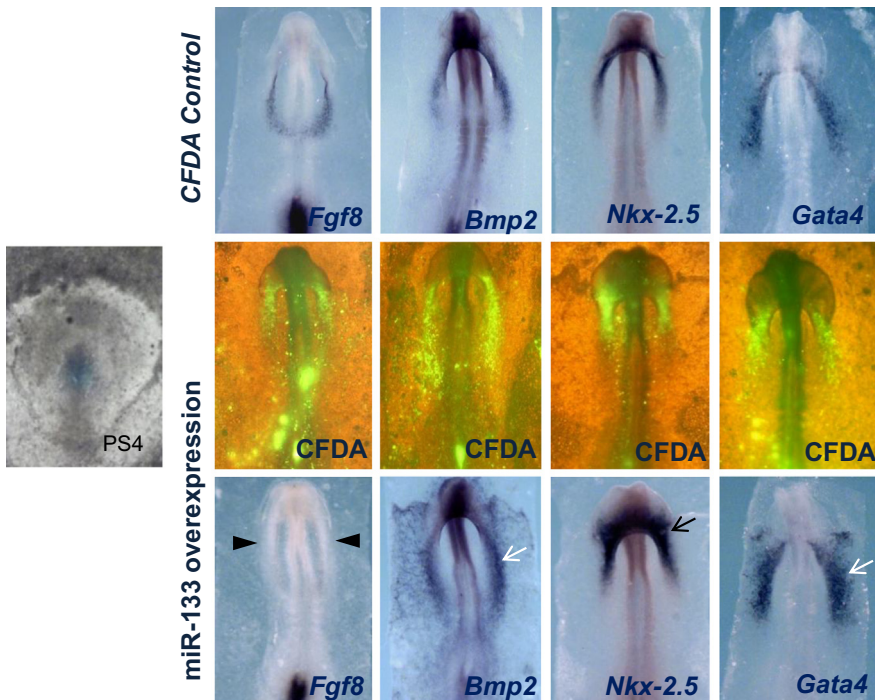 CFDA Control
Fgf8
Bmp2
Nkx-2.5
Gata4
PS4
miR-133 overexpression
CFDA
CFDA
CFDA
CFDA
Fgf8
Bmp2
Nkx-2.5
Gata4